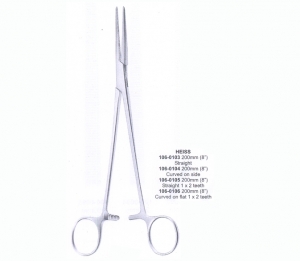 HEISS
106-0103 200mm (8")
Straight
106-0104 200mm (8")
Curved on side
106-0105 200mm (8")
Straight 1 x 2 teeth
106-0106 200mm (8")
Curved on flat 1 x 2 teeth